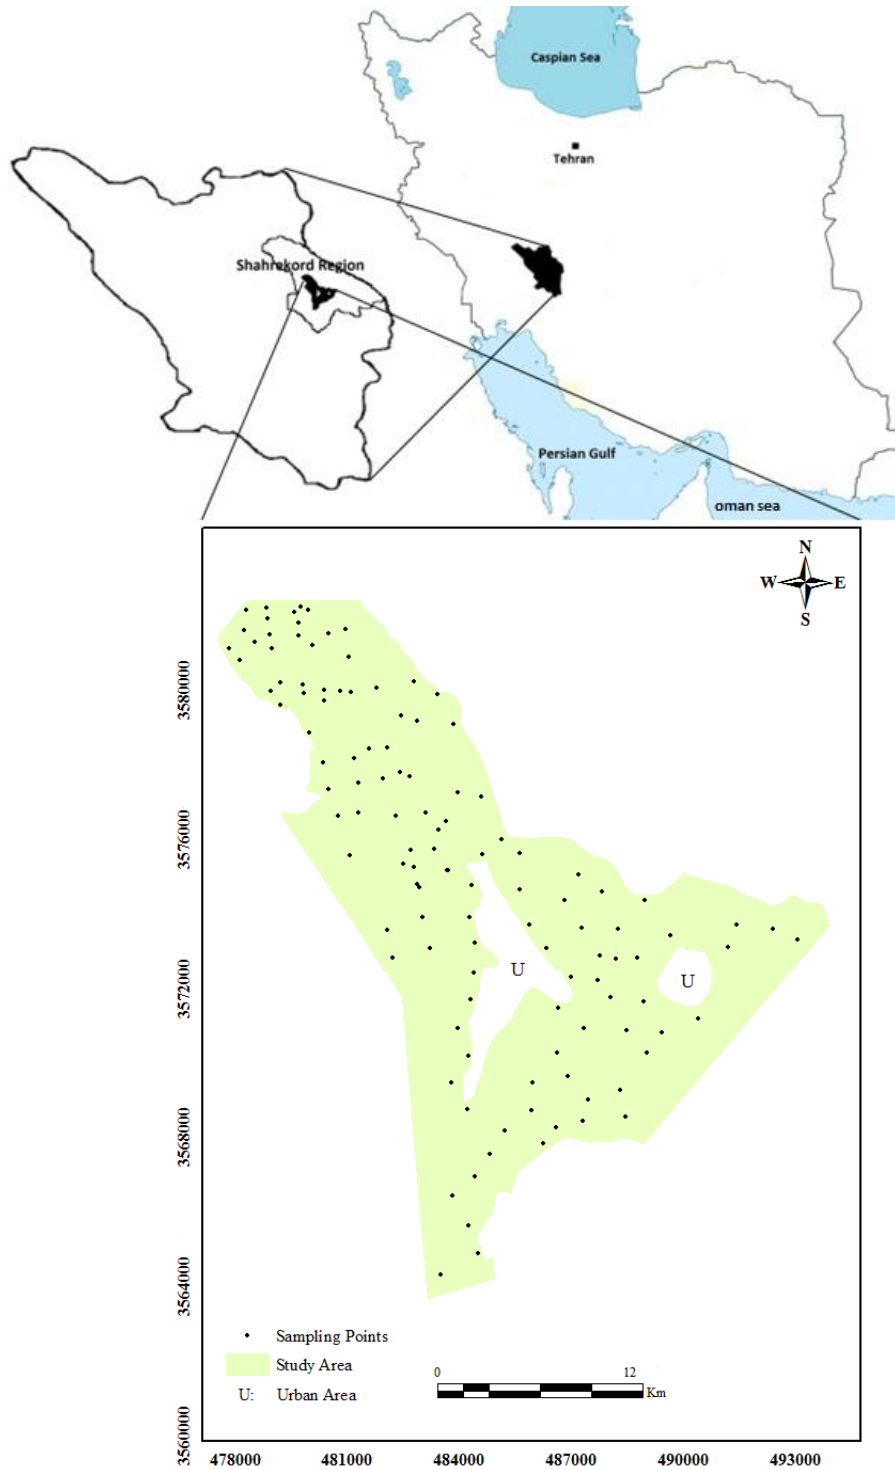 Caspian Sea
Tehran
Shahrekord Region
Persian Gulf
oman sea
N
W E
S
3580000
3576000
3572000
3568000
3564000
3560000
U
U
Sampling Points
Study Area
U: Urban Area
0 12
Km
478000 481000 484000 487000 490000 493000